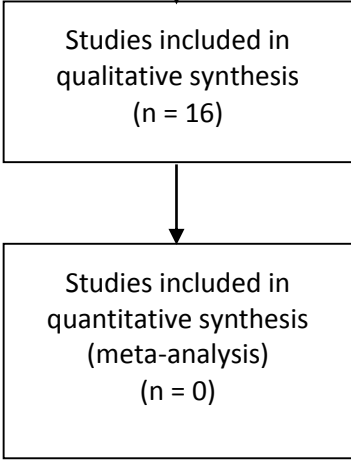 Studies included in
qualitative synthesis
(n = 16)
Studies included in
quantitative synthesis
(meta-analysis)
(n = 0)